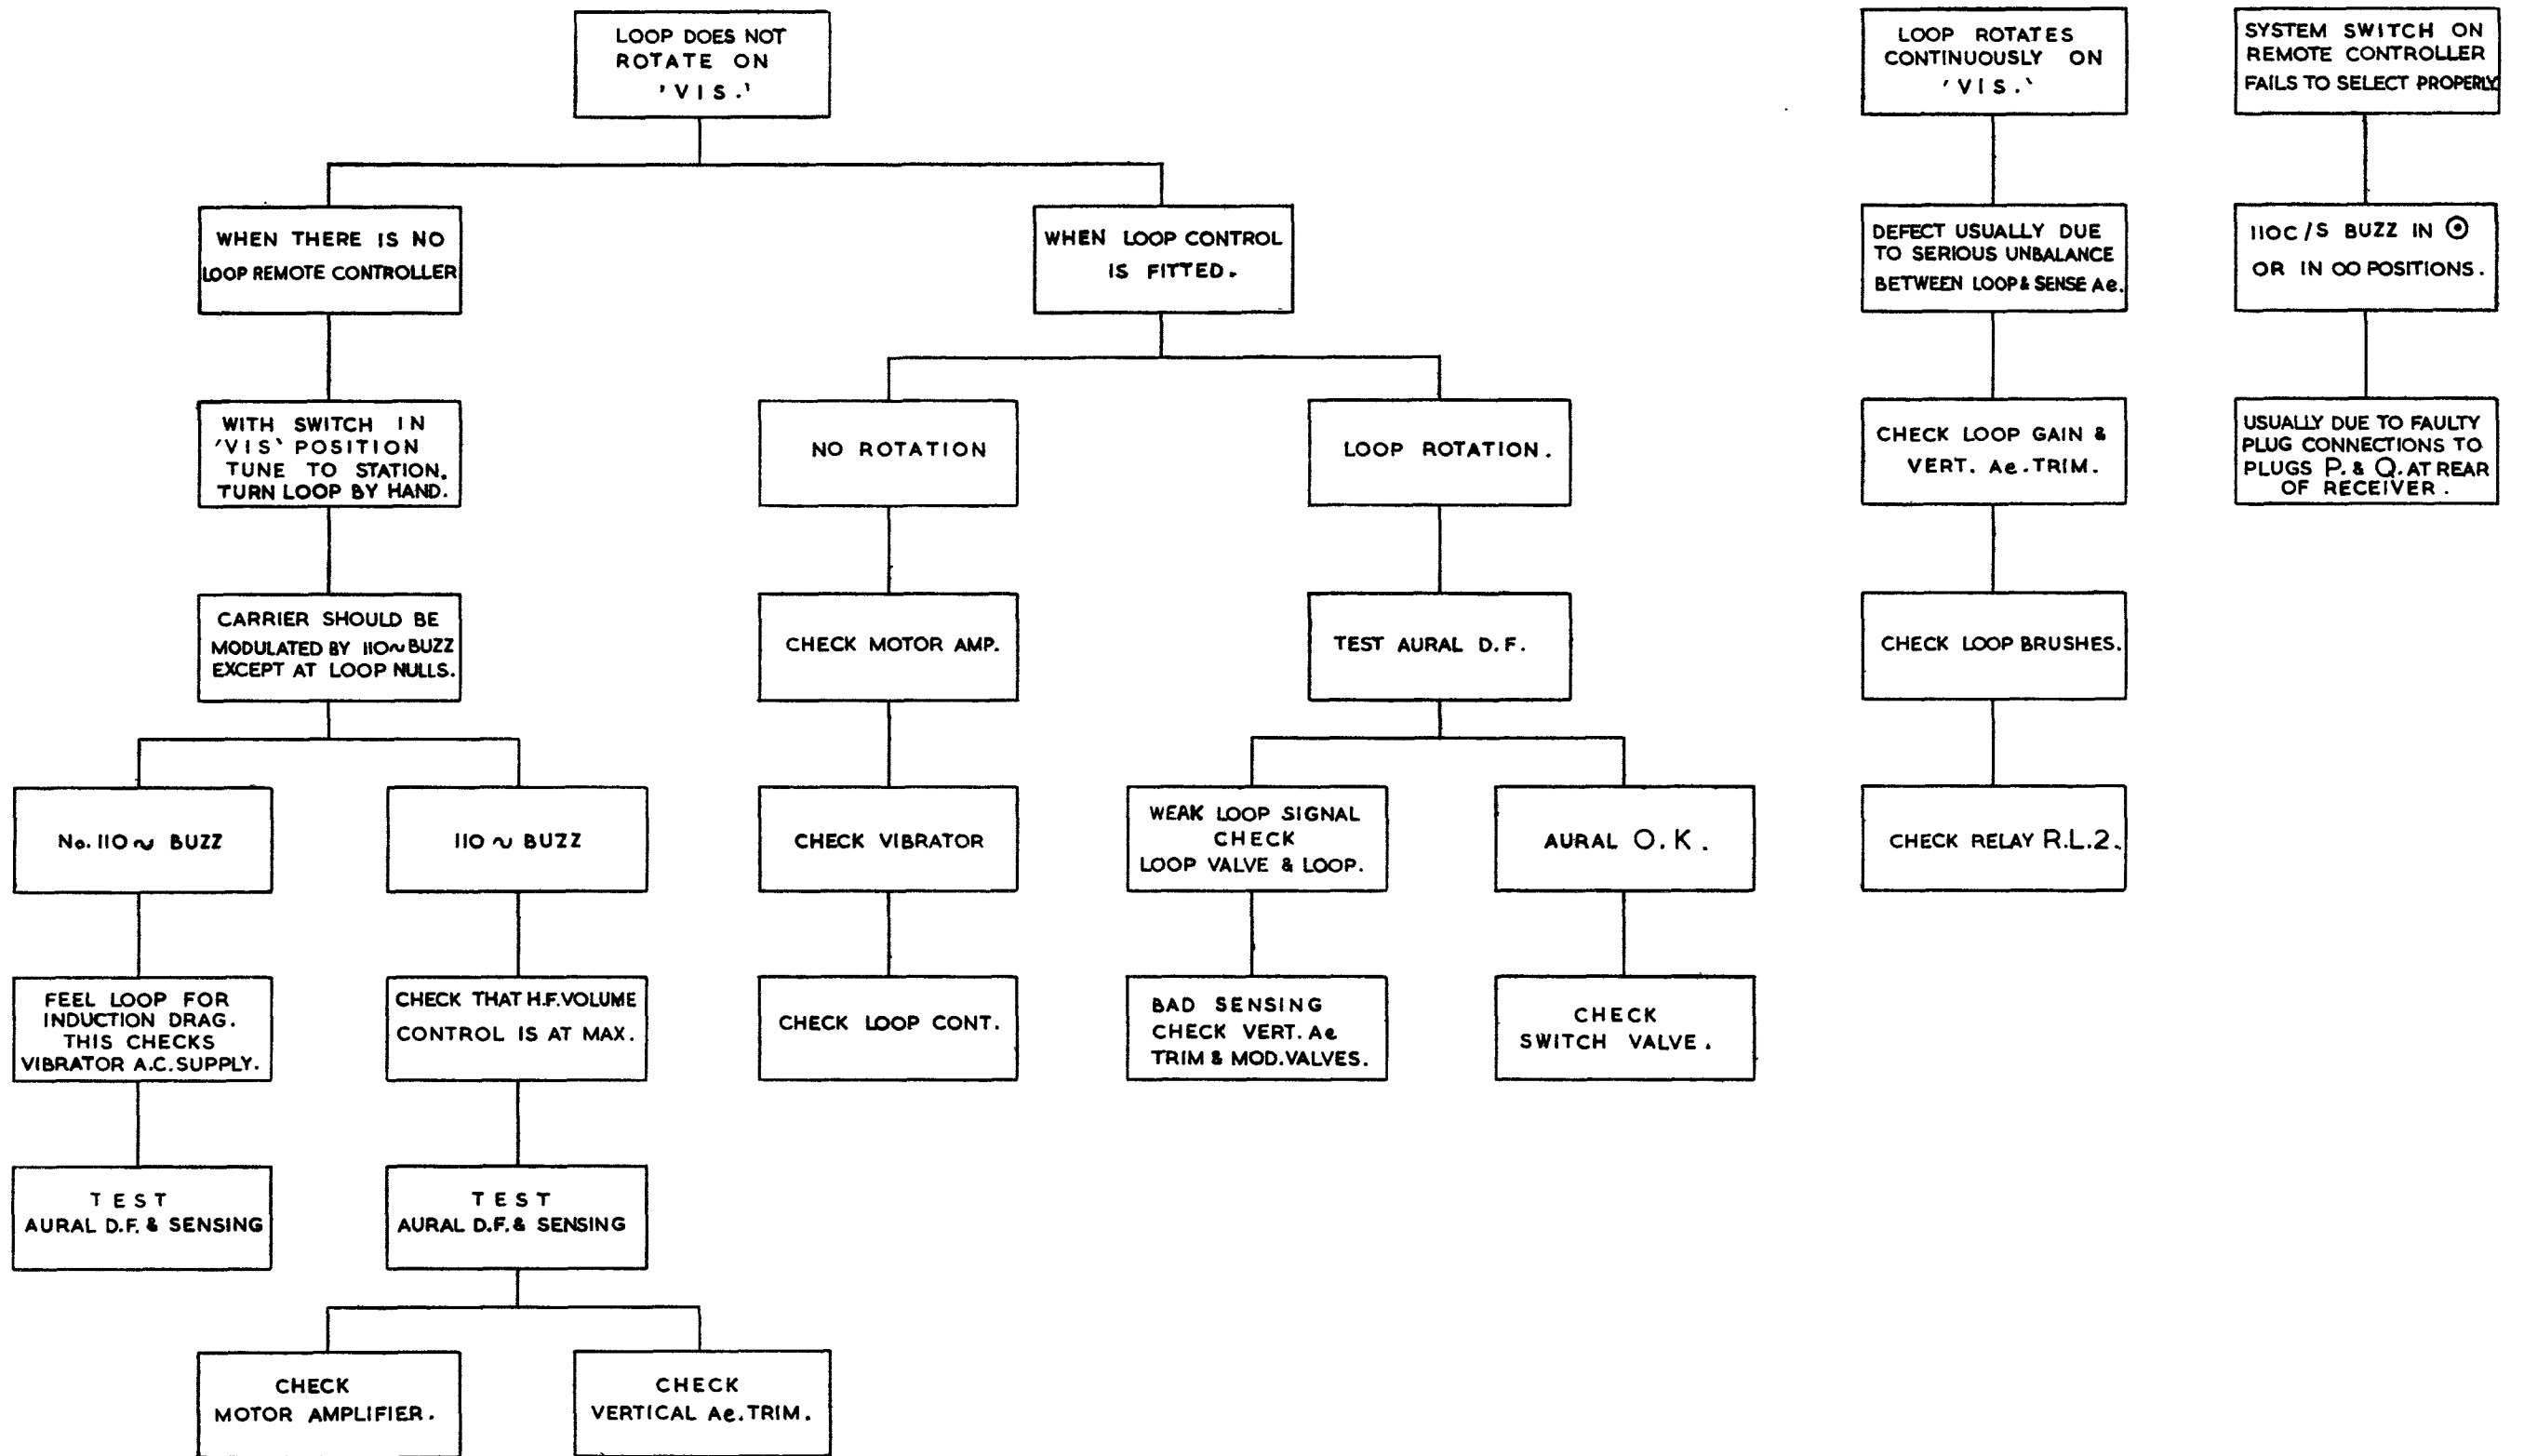 LOOP DOES NOT
ROTATE ON
'VIS.'
LOOP ROTATES
CONTINUOUSLY ON
'VIS.'
SYSTEM SWITCH ON
REMOTE CONTROLLER
FAILS TO SELECT PROPERLY
WHEN THERE IS NO
LOOP REMOTE CONTROLLER
WHEN LOOP CONTROL
IS FITTED.
DEFECT USUALLY DUE
TO SERIOUS UNBALANCE
BETWEEN LOOP & SENSE Ae.
110C/S BUZZ IN ⊙
OR IN OO POSITIONS.
WITH SWITCH IN
'VIS' POSITION
TUNE TO STATION.
TURN LOOP BY HAND.
NO ROTATION
LOOP ROTATION.
CHECK LOOP GAIN &
VERT. Ae. TRIM.
USUALLY DUE TO FAULTY
PLUG CONNECTIONS TO
PLUGS P. & Q. AT REAR
OF RECEIVER.
CARRIER SHOULD BE
MODULATED BY 110~ BUZZ
EXCEPT AT LOOP NULLS.
CHECK MOTOR AMP.
TEST AURAL D.F.
CHECK LOOP BRUSHES.
No. 110 ~ BUZZ
110 ~ BUZZ
CHECK VIBRATOR
WEAK LOOP SIGNAL
CHECK
LOOP VALVE & LOOP.
AURAL O.K.
CHECK RELAY R.L.2.
FEEL LOOP FOR
INDUCTION DRAG.
THIS CHECKS
VIBRATOR A.C. SUPPLY.
CHECK THAT H.F. VOLUME
CONTROL IS AT MAX.
CHECK LOOP CONT.
BAD SENSING
CHECK VERT. Ae
TRIM & MOD. VALVES.
CHECK
SWITCH VALVE.
TEST
AURAL D.F. & SENSING
TEST
AURAL D.F. & SENSING
CHECK
MOTOR AMPLIFIER.
CHECK
VERTICAL Ae. TRIM.